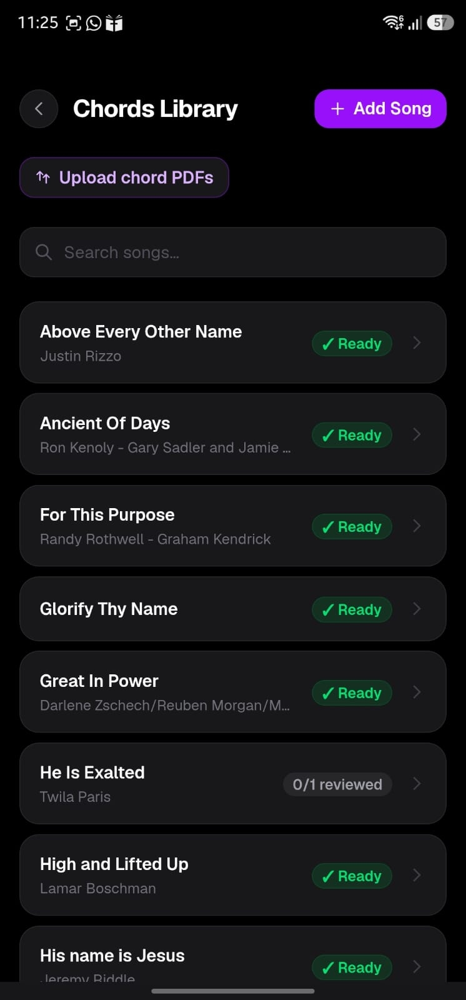 11:25
6
57
Chords Library
+ Add Song
Upload chord PDFs
Search songs...
Above Every Other Name
Justin Rizzo
✓ Ready
Ancient Of Days
Ron Kenoly - Gary Sadler and Jamie ...
✓ Ready
For This Purpose
Randy Rothwell - Graham Kendrick
✓ Ready
Glorify Thy Name
✓ Ready
Great In Power
Darlene Zschech/Reuben Morgan/M...
✓ Ready
He Is Exalted
Twila Paris
0/1 reviewed
High and Lifted Up
Lamar Boschman
✓ Ready
His name is Jesus
Jeremy Riddle
✓ Ready